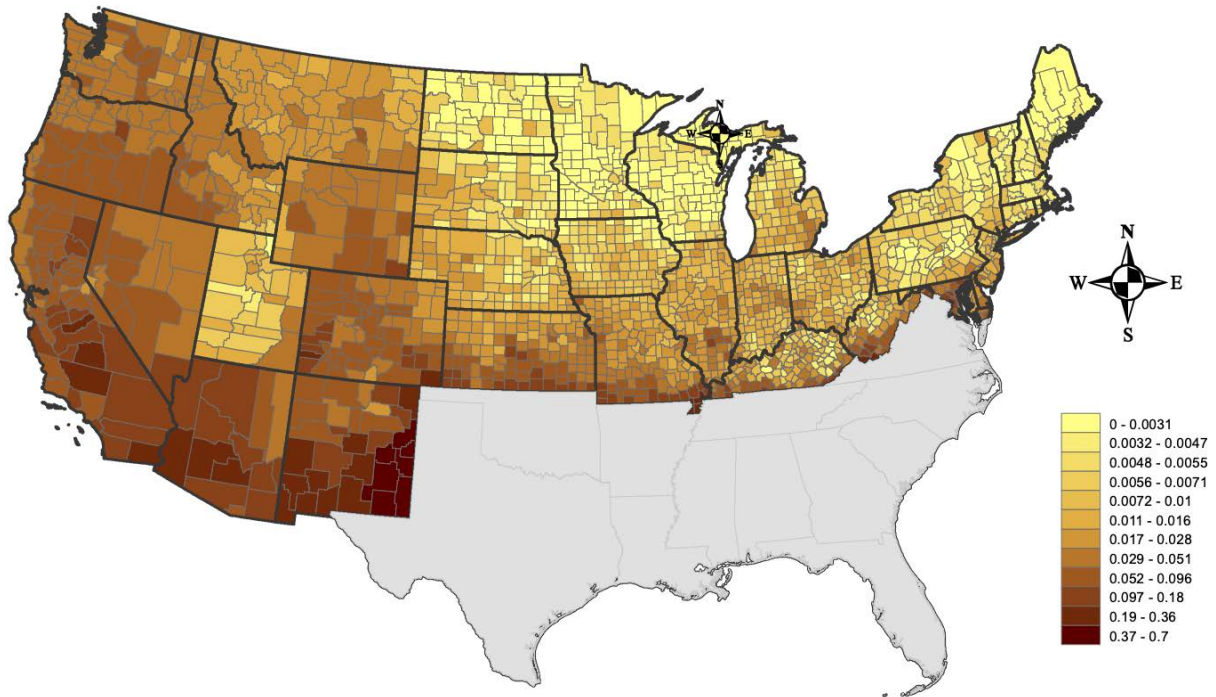 N
W E
S
N
W E
S
0 - 0.0031
0.0032 - 0.0047
0.0048 - 0.0055
0.0056 - 0.0071
0.0072 - 0.01
0.011 - 0.016
0.017 - 0.028
0.029 - 0.051
0.052 - 0.096
0.097 - 0.18
0.19 - 0.36
0.37 - 0.7